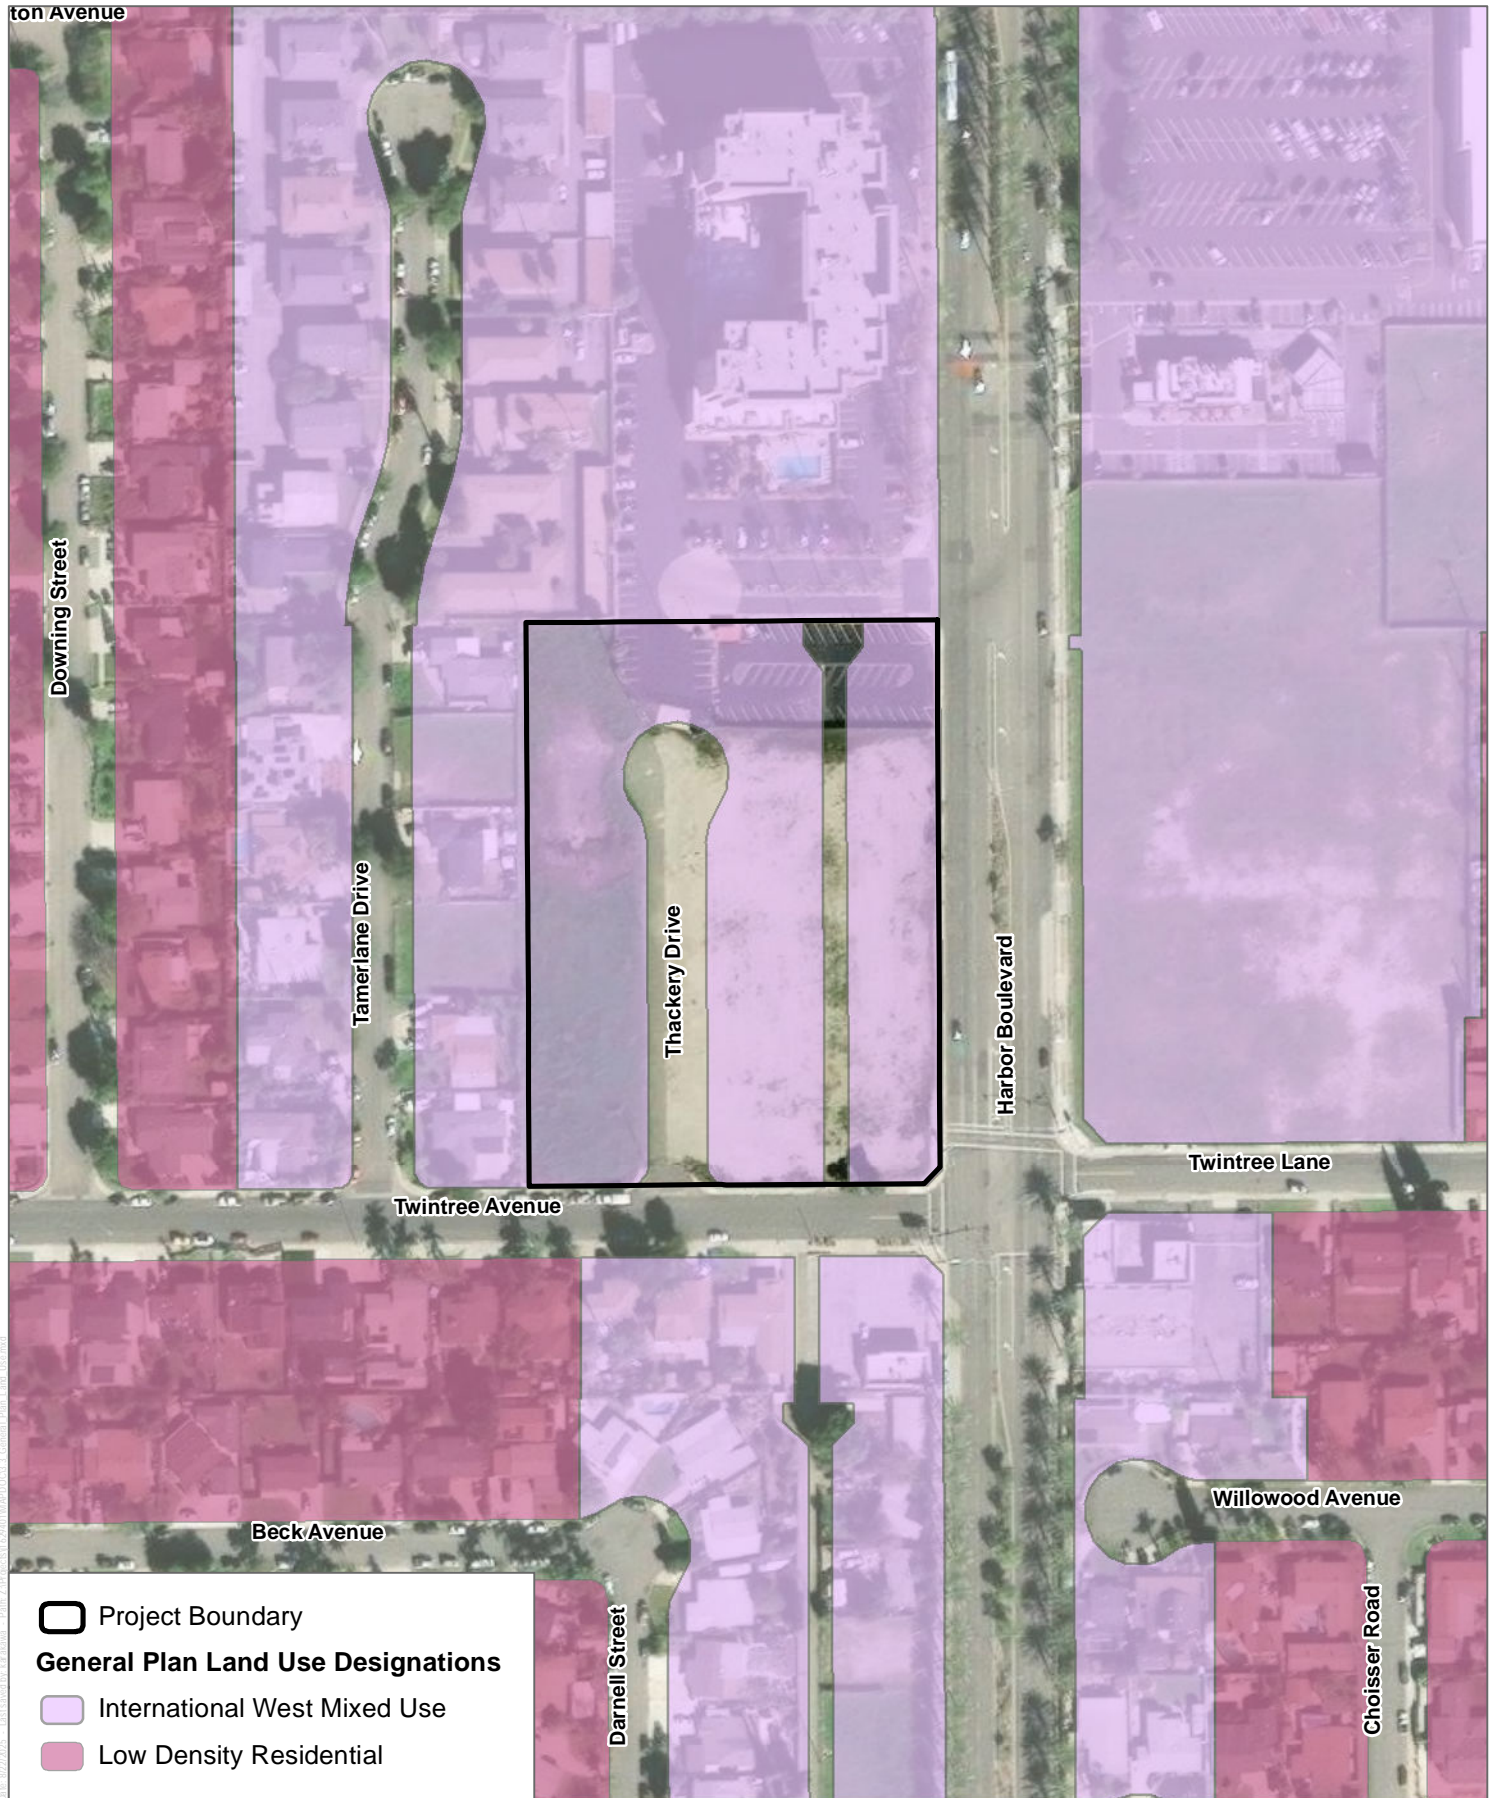 ton Avenue
Downing Street
Tamerlane Drive
Thackery Drive
Harbor Boulevard
Twintree Lane
Twintree Avenue
Willowood Avenue
Beck Avenue
Darnell Street
Choisser Road
Project Boundary
General Plan Land Use Designations
International West Mixed Use
Low Density Residential